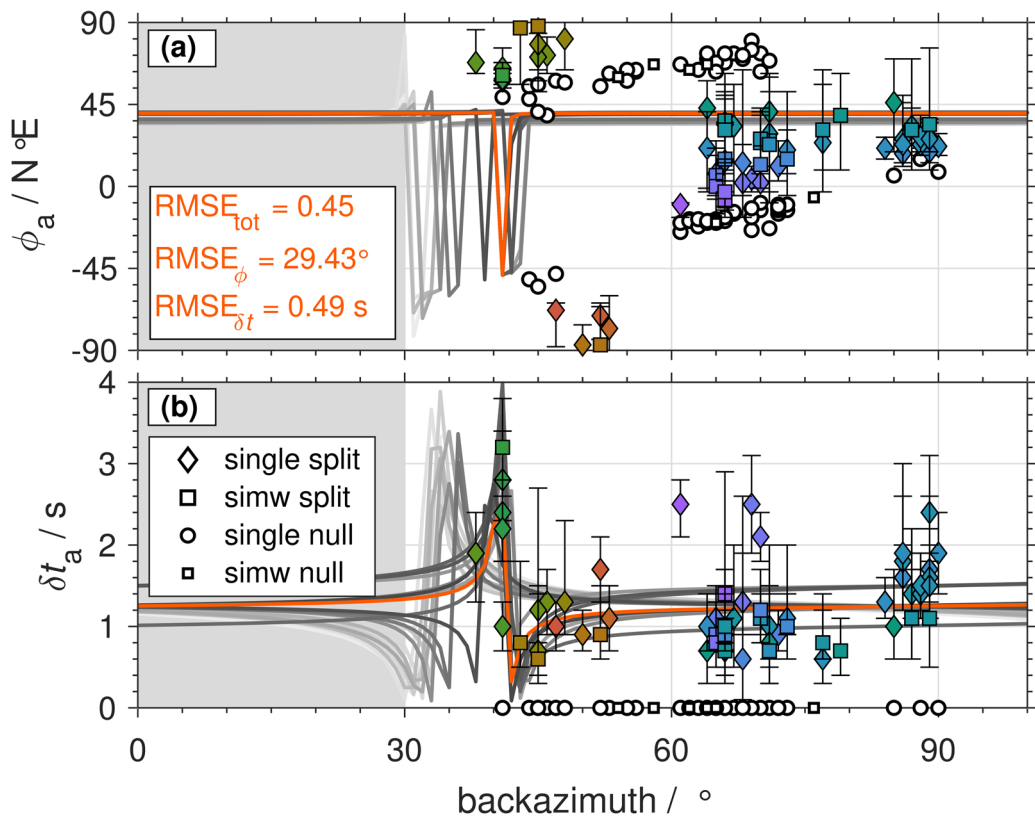 90
45
0
-45
-90
ϕa / N °E
(a)
RMSEtot = 0.45
RMSEϕ = 29.43°
RMSEδt = 0.49 s
4
3
2
1
0
δta / s
(b)
single split
simw split
single null
simw null
0 30 60 90
backazimuth / °